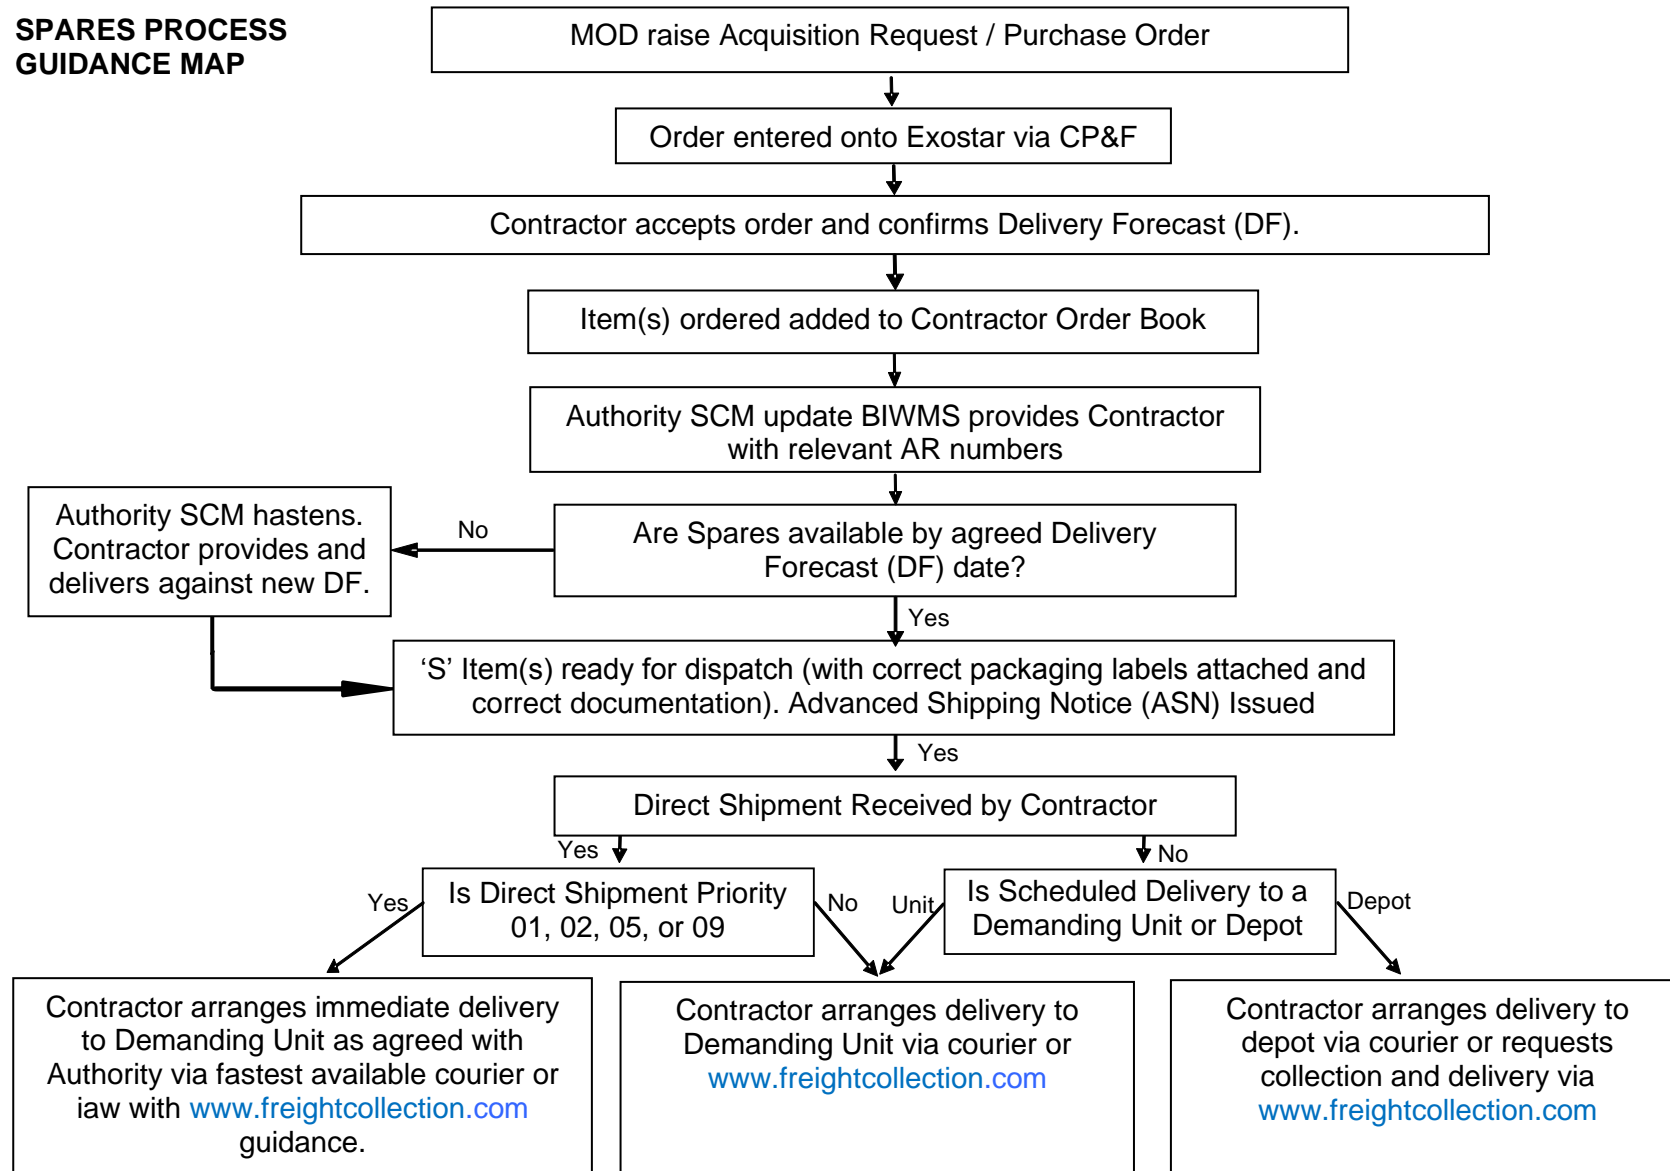 SPARES PROCESS
GUIDANCE MAP
MOD raise Acquisition Request / Purchase Order
Order entered onto Exostar via CP&F
Contractor accepts order and confirms Delivery Forecast (DF).
Item(s) ordered added to Contractor Order Book
Authority SCM update BIWMS provides Contractor
with relevant AR numbers
Are Spares available by agreed Delivery
Forecast (DF) date?
No
Authority SCM hastens.
Contractor provides and
delivers against new DF.
Yes
‘S’ Item(s) ready for dispatch (with correct packaging labels attached and
correct documentation). Advanced Shipping Notice (ASN) Issued
Yes
Direct Shipment Received by Contractor
Yes
No
Is Direct Shipment Priority
01, 02, 05, or 09
Is Scheduled Delivery to a
Demanding Unit or Depot
Yes
No
Unit
Depot
Contractor arranges immediate delivery
to Demanding Unit as agreed with
Authority via fastest available courier or
iaw with www.freightcollection.com
guidance.
Contractor arranges delivery to
Demanding Unit via courier or
www.freightcollection.com
Contractor arranges delivery to
depot via courier or requests
collection and delivery via
www.freightcollection.com